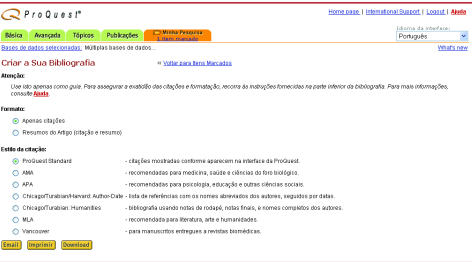 ProQuest®
Home page | International Support | Logout | Ajuda
Básica Avançada Tópicos Publicações Minha Pesquisa
1 item marcado
Idioma da interface:
Português
Bases de dados selecionadas: Múltiplas bases de dados...
What's new
Criar a Sua Bibliografia
« Voltar para Itens Marcados
Atenção:
Use isto apenas como guia. Para assegurar a exatidão das citações e formatação, recorra às instruções fornecidas na parte inferior da bibliografia. Para mais informações,
consulte Ajuda.
Formato:
Apenas citações
Resumos do Artigo (citação e resumo)
Estilo da citação:
ProQuest Standard - citações mostradas conforme aparecem na interface da ProQuest.
AMA - recomendadas para medicina, saúde e ciências do foro biológico.
APA - recomendadas para psicologia, educação e outras ciências sociais.
Chicago/Turabian/Harvard: Author-Date - lista de referências com os nomes abreviados dos autores, seguidos por datas.
Chicago/Turabian: Humanities - bibliografia usando notas de rodapé, notas finais, e nomes completos dos autores.
MLA - recomendada para literatura, arte e humanidades.
Vancouver - para manuscritos entregues a revistas biomédicas.
Email Imprimir Download